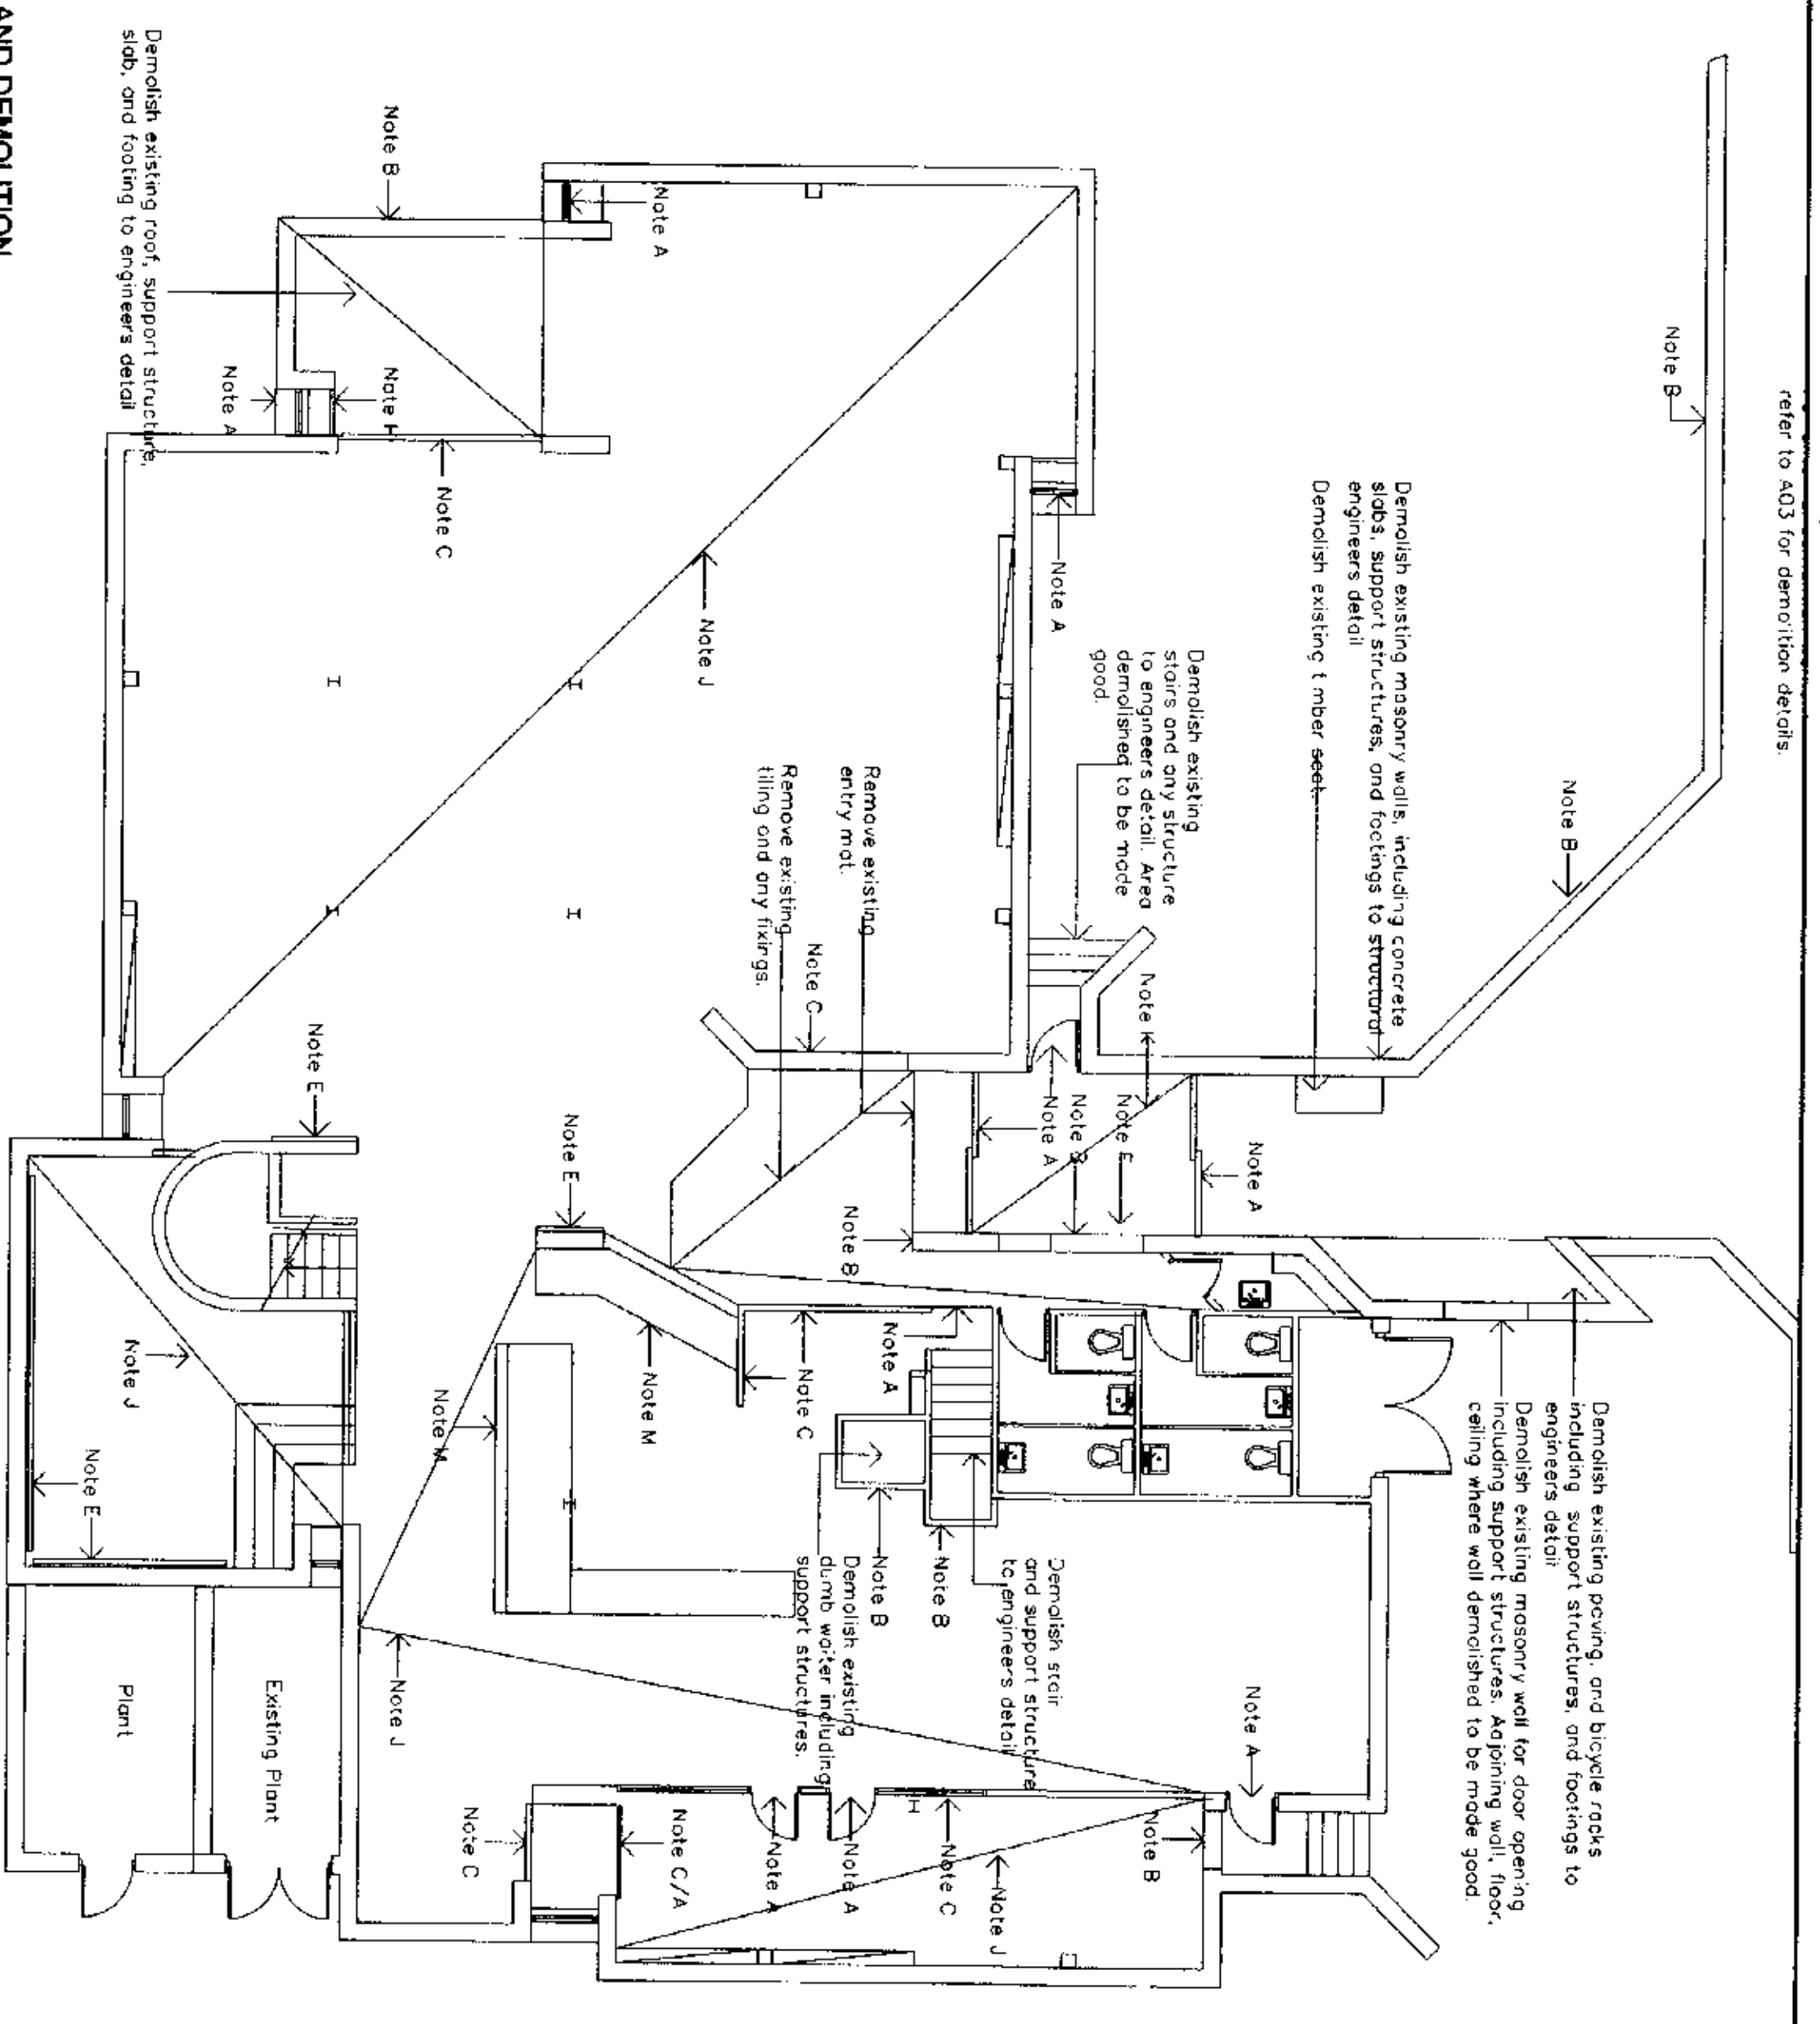 refer to A03 for demolition details.
Note B
Note B
Demolish existing masonry walls, including concrete
slabs, support structures, and footings to structural
engineers detail
Demolish existing timber seat.
Demolish existing paving, and bicycle racks
including support structures, and footings to
engineers detail
Demolish existing masonry wall for door opening
including support structures. Adjoining wall, floor,
ceiling where wall demolished to be made good.
Demolish existing
stairs and any structure
to engineers detail. Area
demolished to be made
good.
Note K
Note A
Note E
Note B
Note A
Note A
Note A
Remove existing
entry mat.
Note C
Remove existing
tiling and any fixings.
Note B
Note A
Note J
Note A
Note B
Note H
Note C
Note A
Demolish existing roof, support structure,
slab, and footing to engineers detail
Note E
Note E
Note A
Note C
Note M
Note M
Demolish stair
and support structure
to engineers detail
Note B
Note B
Demolish existing
dumb waiter including
support structures.
Note B
Note J
Note C
Note A
Note A
Note C/A
Note C
Note J
Note J
Note E
Note E
Existing Plant
Plant
AND DEMOLITION